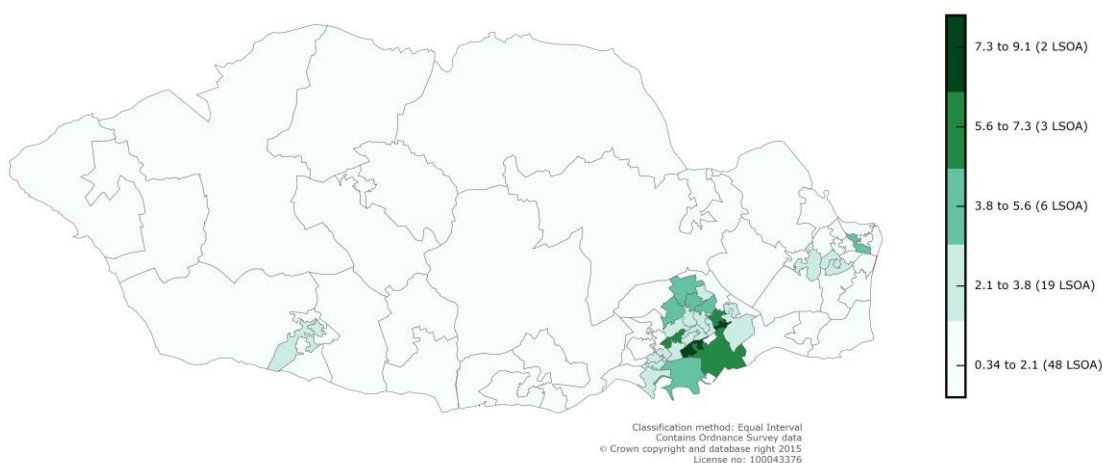 7.3 to 9.1 (2 LSOA)
5.6 to 7.3 (3 LSOA)
3.8 to 5.6 (6 LSOA)
2.1 to 3.8 (19 LSOA)
0.34 to 2.1 (48 LSOA)
Classification method: Equal Interval
Contains Ordnance Survey data
© Crown copyright and database right 2015
License no: 100043376